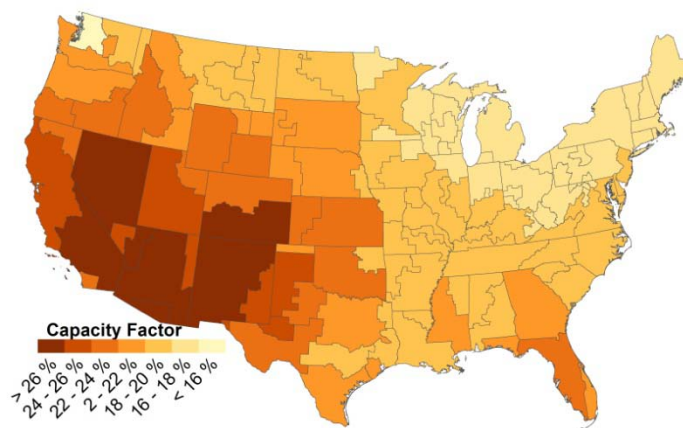 Capacity Factor
> 26 %
24 - 26 %
22 - 24 %
2 - 22 %
18 - 20 %
16 - 18 %
< 16 %